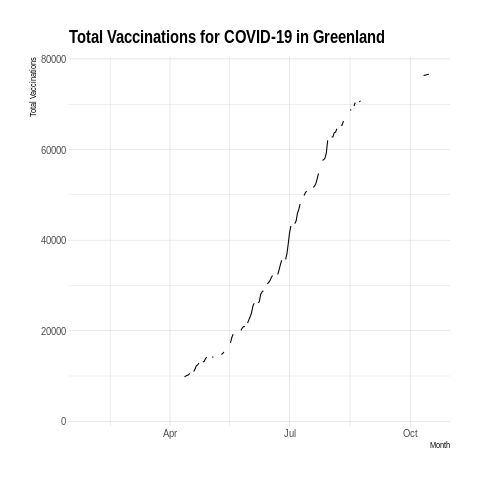 Total Vaccinations for COVID-19 in Greenland
Total Vaccinations
80000
60000
40000
20000
0
Apr Jul Oct
Month